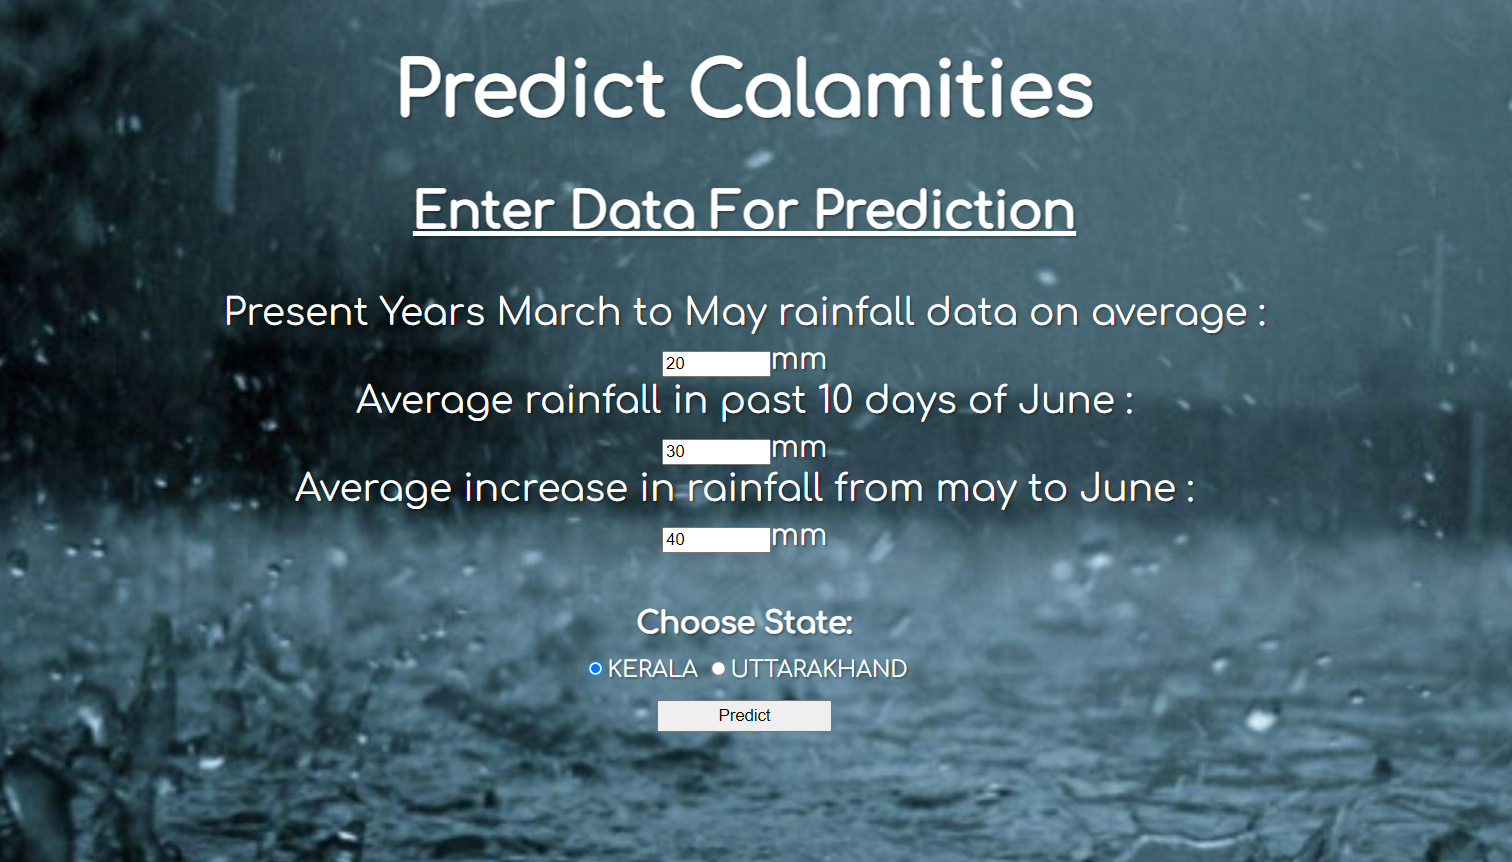 Predict Calamities
Enter Data For Prediction
Present Years March to May rainfall data on average :
20 mm
Average rainfall in past 10 days of June :
30 mm
Average increase in rainfall from may to June :
40 mm
Choose State:
KERALA UTTARAKHAND
Predict